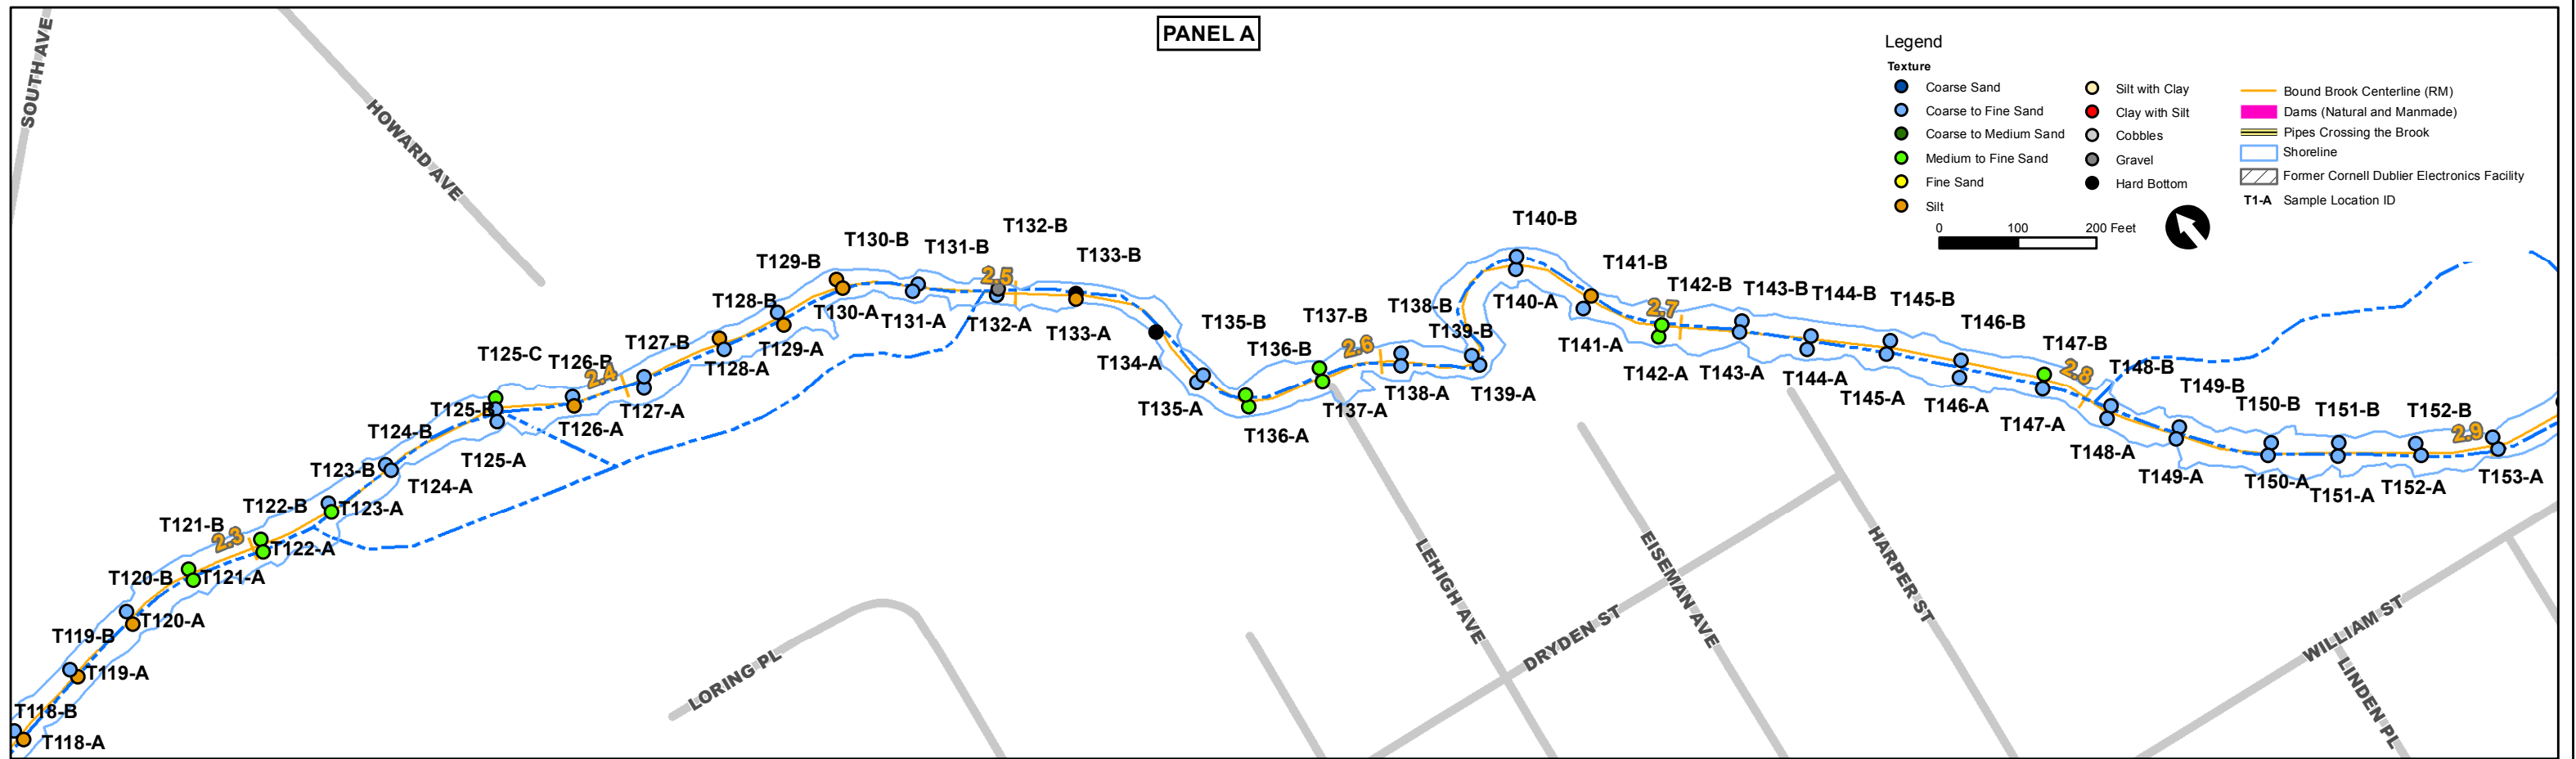 PANEL A
SOUTH AVE
HOWARD AVE
Legend
Texture
Coarse Sand
Coarse to Fine Sand
Coarse to Medium Sand
Medium to Fine Sand
Fine Sand
Silt
Silt with Clay
Clay with Silt
Cobbles
Gravel
Hard Bottom
Bound Brook Centerline (RM)
Dams (Natural and Manmade)
Pipes Crossing the Brook
Shoreline
Former Cornell Dublier Electronics Facility
T1-A Sample Location ID
0 100 200 Feet
T118-B
T118-A
T119-B
T119-A
T120-B
T120-A
T121-B
T121-A
2.3
T122-B
T122-A
T123-B
T123-A
T124-B
T124-A
T125-C
T125-B
T125-A
T126-B
T126-A
2.4
T127-B
T127-A
T128-B
T128-A
T129-B
T129-A
T130-B
T130-A
T131-B
T131-A
2.5
T132-B
T132-A
T133-B
T133-A
T134-A
T135-B
T135-A
T136-B
T136-A
T137-B
T137-A
2.6
T138-B
T138-A
T139-B
T139-A
T140-B
T140-A
T141-B
T141-A
2.7
T142-B
T142-A
T143-B
T143-A
T144-B
T144-A
T145-B
T145-A
T146-B
T146-A
T147-B
T147-A
2.8
T148-B
T148-A
T149-B
T149-A
T150-B
T150-A
T151-B
T151-A
T152-B
T152-A
2.9
T153-A
LORING PL
LEHIGH AVE
DRYDEN ST
EISEMAN AVE
HARPER ST
WILLIAM ST
LINDEN PL